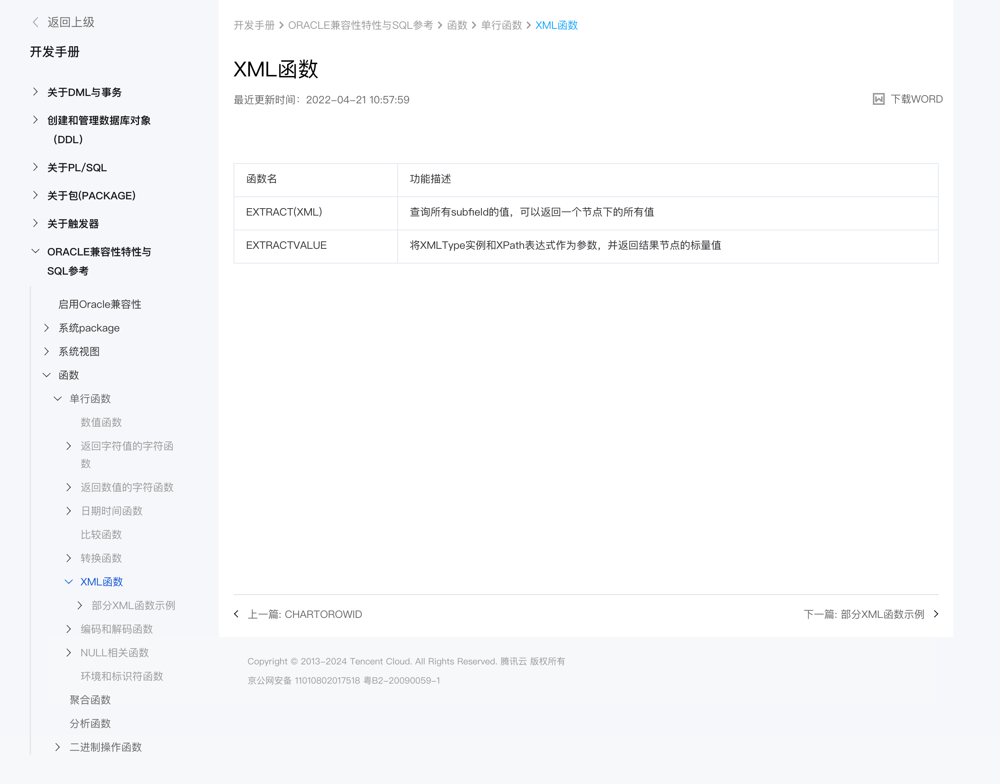 返回上级
开发手册
关于DML与事务
创建和管理数据库对象
（DDL）
关于PL/SQL
关于包(PACKAGE)
关于触发器
ORACLE兼容性特性与
SQL参考
启用Oracle兼容性
系统package
系统视图
函数
单行函数
数值函数
返回字符值的字符函
数
返回数值的字符函数
日期时间函数
比较函数
转换函数
XML函数
部分XML函数示例
编码和解码函数
NULL相关函数
环境和标识符函数
聚合函数
分析函数
二进制操作函数
开发手册 > ORACLE兼容性特性与SQL参考 > 函数 > 单行函数 > XML函数
XML函数
最近更新时间：2022-04-21 10:57:59
下载WORD
函数名 功能描述
EXTRACT(XML) 查询所有subfield的值，可以返回一个节点下的所有值
EXTRACTVALUE 将XMLType实例和XPath表达式作为参数，并返回结果节点的标量值
上一篇: CHARTOROWID
下一篇: 部分XML函数示例
Copyright © 2013-2024 Tencent Cloud. All Rights Reserved. 腾讯云 版权所有
京公网安备 11010802017518 粤B2-20090059-1